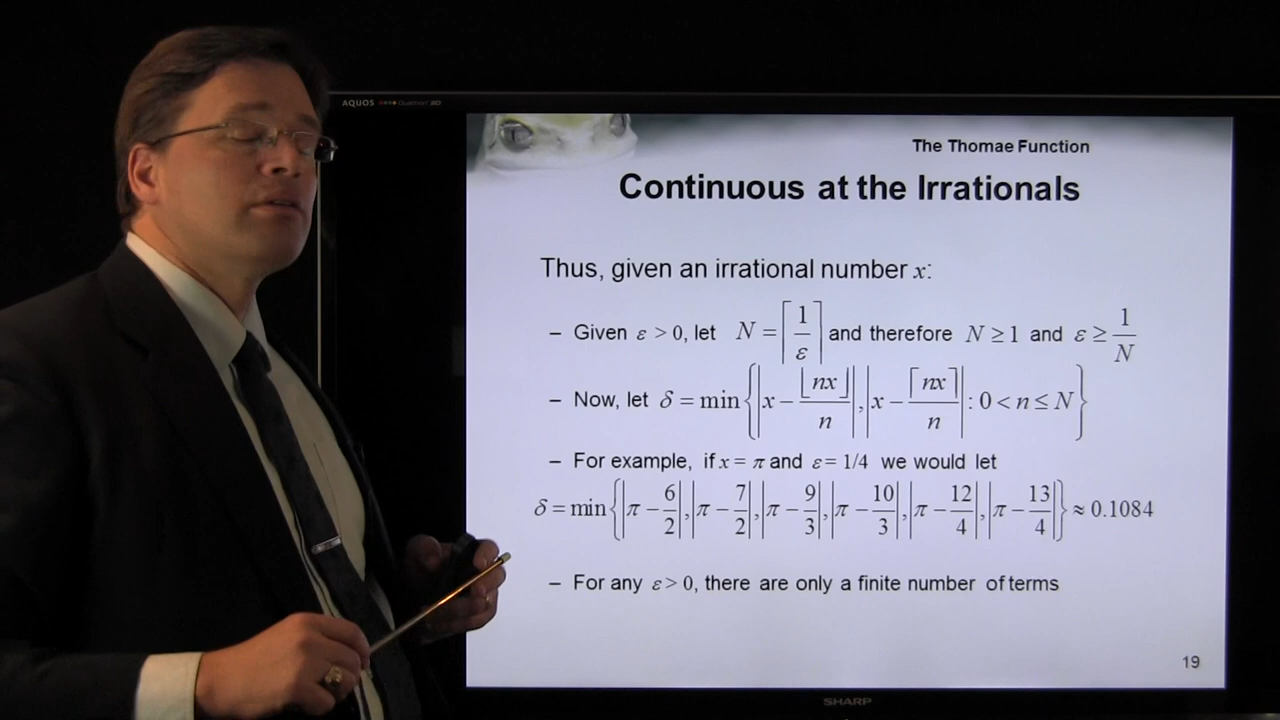 AQUOS Quattron 3D
The Thomae Function
Continuous at the Irrationals
Thus, given an irrational number x:
– Given ε > 0, let N = ⌈1/ε⌉ and therefore N ≥ 1 and ε ≥ 1/N
– Now, let δ = min{|x − ⌊nx⌋/n|, |x − ⌈nx⌉/n| : 0 < n ≤ N}
– For example, if x = π and ε = 1/4 we would let
δ = min{|π − 6/2|, |π − 7/2|, |π − 9/3|, |π − 10/3|, |π − 12/4|, |π − 13/4|} ≈ 0.1084
– For any ε > 0, there are only a finite number of terms
19
SHARP